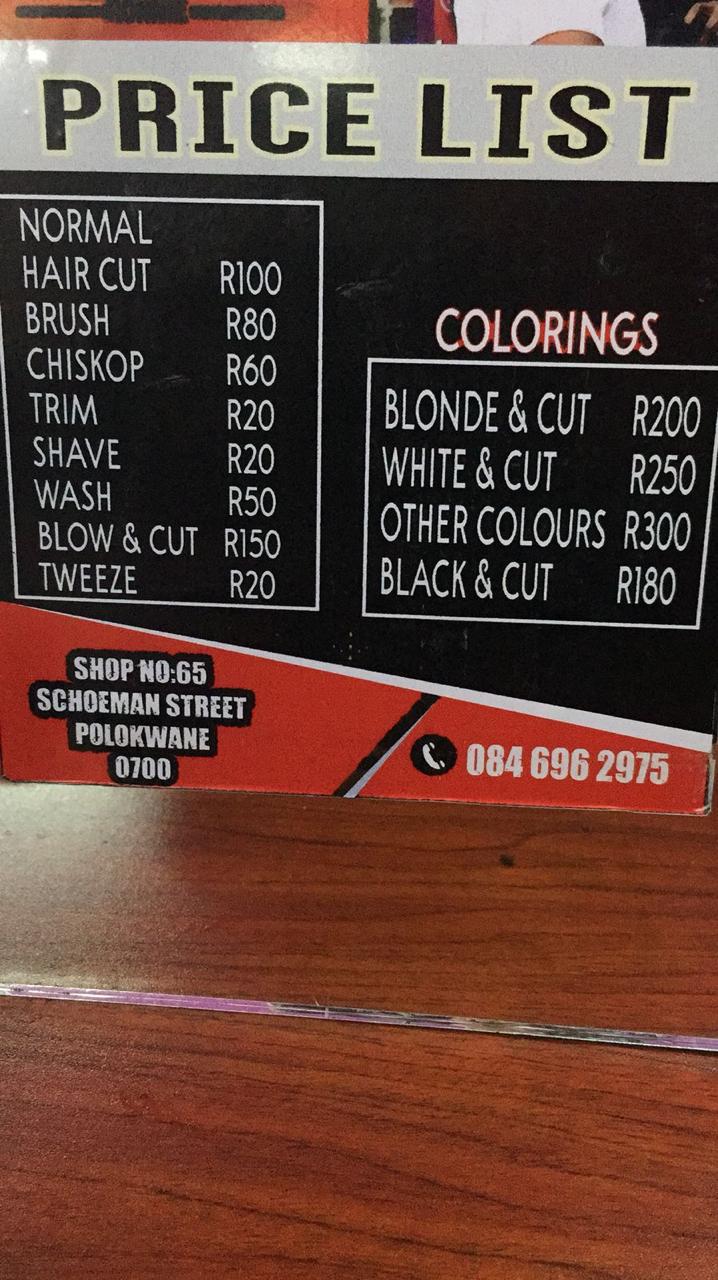 PRICE LIST
NORMAL
HAIR CUT R100
BRUSH R80
CHISKOP R60
TRIM R20
SHAVE R20
WASH R50
BLOW & CUT R150
TWEEZE R20
COLORINGS
BLONDE & CUT R200
WHITE & CUT R250
OTHER COLOURS R300
BLACK & CUT R180
SHOP NO:65
SCHOEMAN STREET
POLOKWANE
0700
084 696 2975